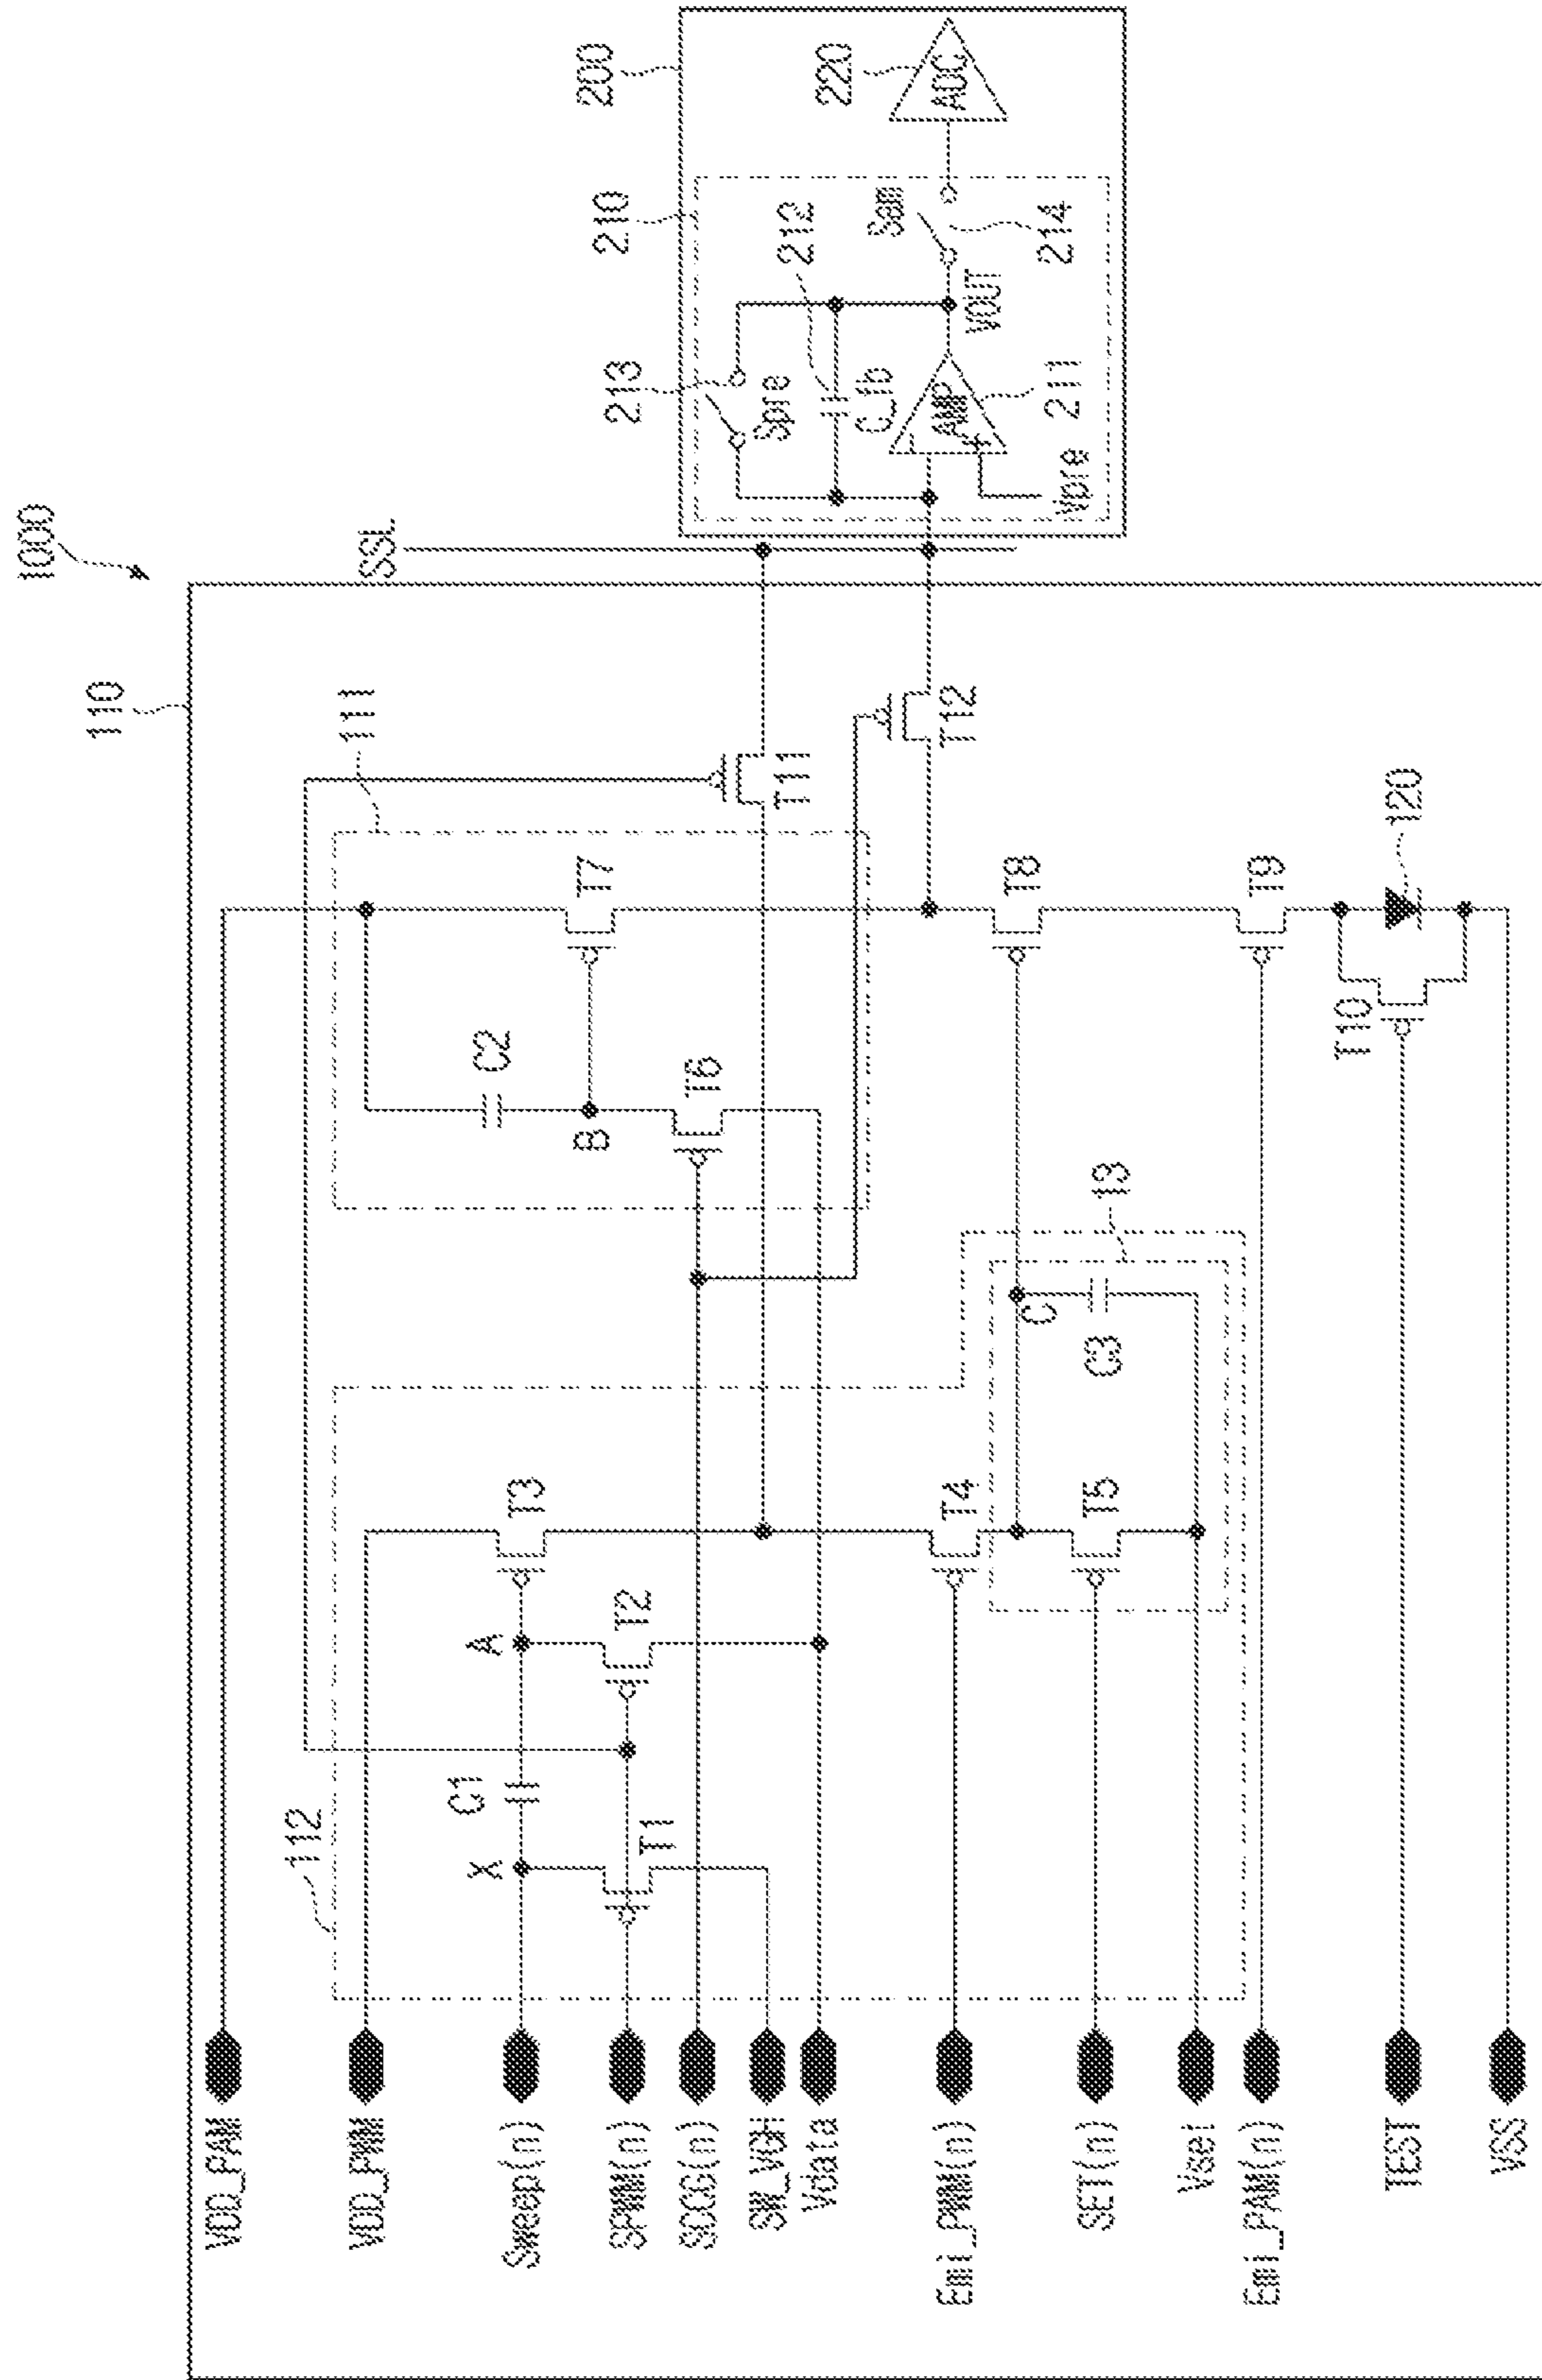 1000
110
VDD_PAM
VDD_PWM
Sweep(n)
SPWM(n)
SCCG(n)
SW_VGH
Vdata
Emi_PWM(n)
SET(n)
Vset
Emi_PAM(n)
TEST
VSS
112
X
C1
T1
A
T2
T3
T4
T5
C3
C
13
111
B
C2
T6
T7
T8
T9
T10
120
T11
T12
SSL
200
210
213
Spre
212
C_fb
-
AMP
+
211
Vpre
VOUT
Sam
214
220
ADC